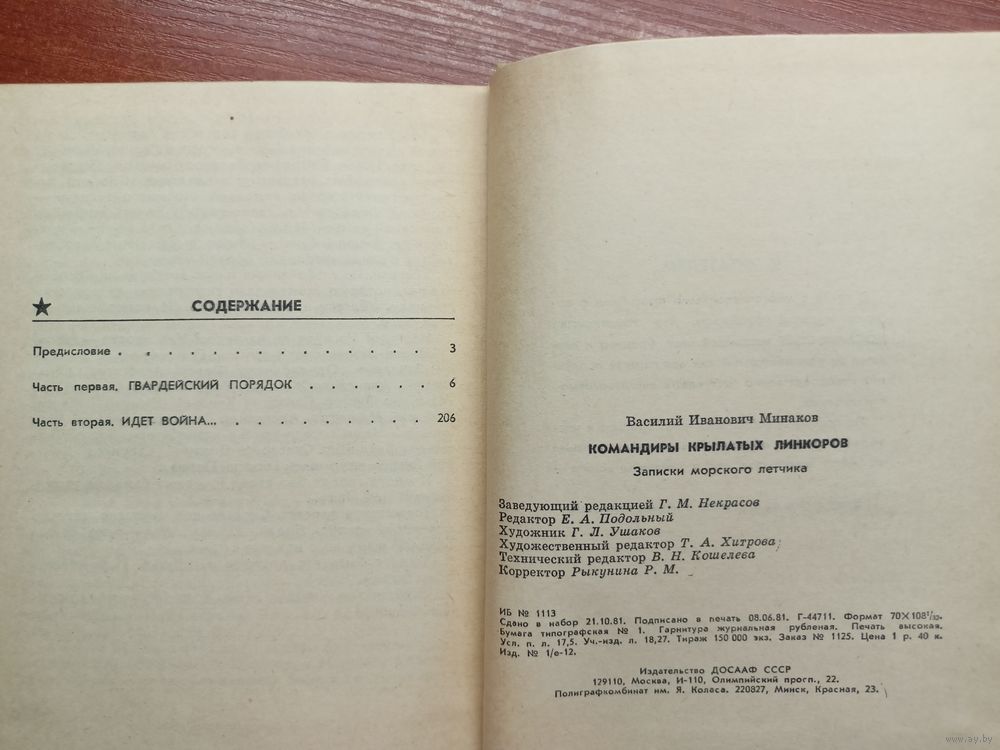 СОДЕРЖАНИЕ
Предисловие . . . . . . . . . . . . . . 3
Часть первая. ГВАРДЕЙСКИЙ ПОРЯДОК . . . . . . 6
Часть вторая. ИДЕТ ВОЙНА... . . . . . . . . . 206
Василий Иванович Минаков
КОМАНДИРЫ КРЫЛАТЫХ ЛИНКОРОВ
Записки морского летчика
Заведующий редакцией Г. М. Некрасов
Редактор Е. А. Подольный
Художник Г. Л. Ушаков
Художественный редактор Т. А. Хитрова
Технический редактор В. Н. Кошелева
Корректор Рыкунина Р. М.
ИБ № 1113
Сдано в набор 21.10.81. Подписано в печать 08.06.81. Г-44711. Формат 70×108¹/₃₂.
Бумага типографская № 1. Гарнитура журнальная рубленая. Печать высокая.
Усл. п. л. 17,5. Уч.-изд. л. 18,27. Тираж 150 000 экз. Заказ № 1125. Цена 1 р. 40 к.
Изд. № 1/е-12.
Издательство ДОСААФ СССР
129110, Москва, И-110, Олимпийский просп., 22.
Полиграфкомбинат им. Я. Коласа. 220827, Минск, Красная, 23.
www.ay.by